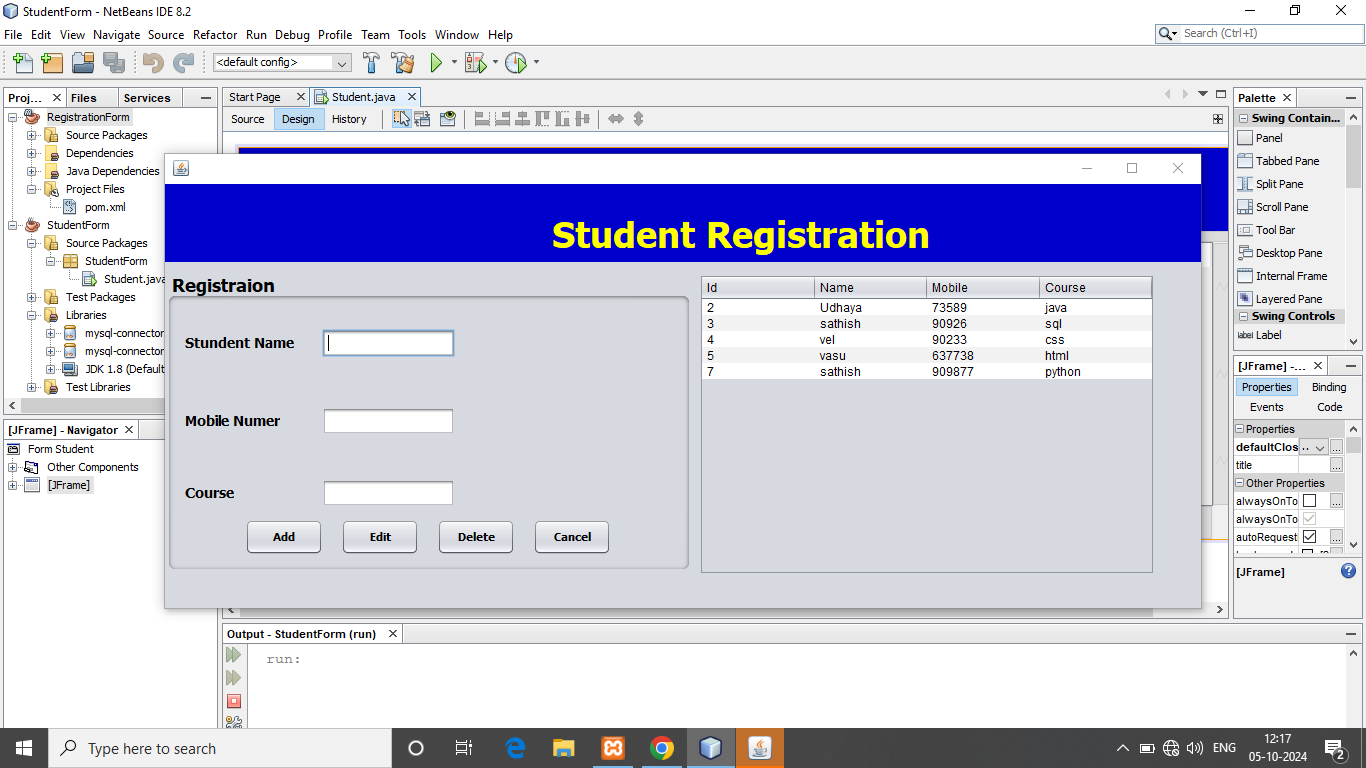 StudentForm - NetBeans IDE 8.2
File Edit View Navigate Source Refactor Run Debug Profile Team Tools Window Help
Search (Ctrl+I)
<default config>
Proj... Files Services
RegistrationForm
Source Packages
Dependencies
Java Dependencies
Project Files
pom.xml
StudentForm
Source Packages
StudentForm
Student.java
Test Packages
Libraries
mysql-connector
mysql-connector
JDK 1.8 (Default
Test Libraries
[JFrame] - Navigator
Form Student
Other Components
[JFrame]
Start Page Student.java
Source Design History
Student Registration
Registraion
Stundent Name
Mobile Numer
Course
Add Edit Delete Cancel
Id Name Mobile Course
2 Udhaya 73589 java
3 sathish 90926 sql
4 vel 90233 css
5 vasu 637738 html
7 sathish 909877 python
Output - StudentForm (run)
run:
Palette
Swing Contain...
Panel
Tabbed Pane
Split Pane
Scroll Pane
Tool Bar
Desktop Pane
Internal Frame
Layered Pane
Swing Controls
label Label
[JFrame] -...
Properties Binding
Events Code
Properties
defaultClos ..
title
Other Properties
alwaysOnTo
alwaysOnTo
autoRequest
[JFrame]
Type here to search
ENG
12:17
05-10-2024
2